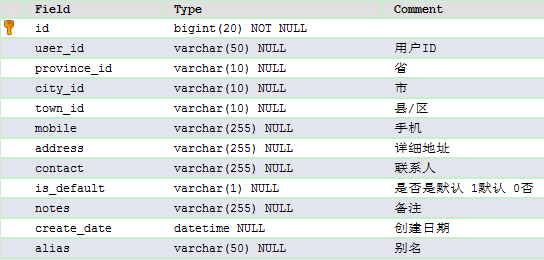 Field Type Comment
id bigint(20) NOT NULL
user_id varchar(50) NULL 用户ID
province_id varchar(10) NULL 省
city_id varchar(10) NULL 市
town_id varchar(10) NULL 县/区
mobile varchar(255) NULL 手机
address varchar(255) NULL 详细地址
contact varchar(255) NULL 联系人
is_default varchar(1) NULL 是否是默认 1默认 0否
notes varchar(255) NULL 备注
create_date datetime NULL 创建日期
alias varchar(50) NULL 别名